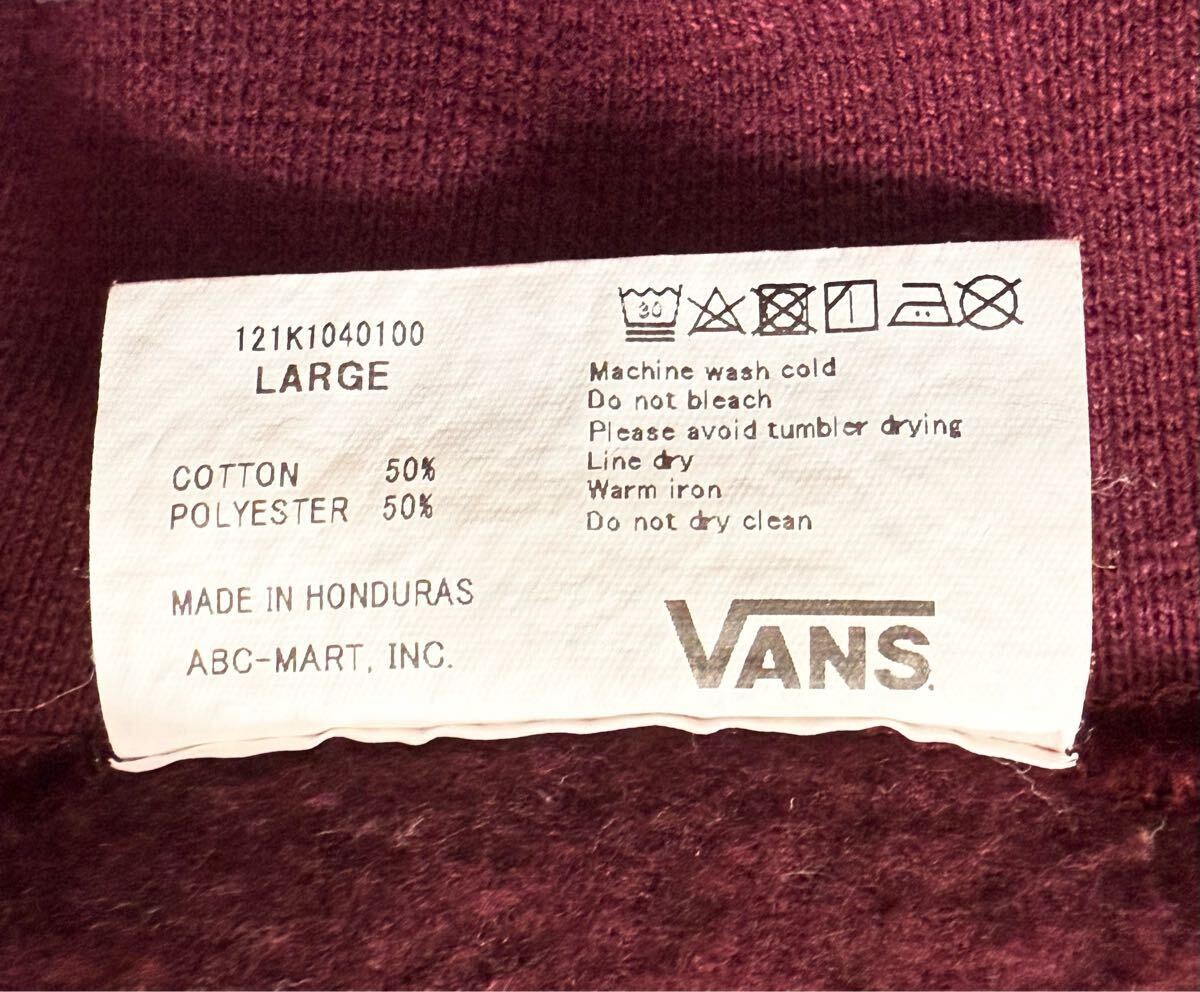 121K1040100
LARGE
COTTON 50%
POLYESTER 50%
MADE IN HONDURAS
ABC-MART, INC.
30
Machine wash cold
Do not bleach
Please avoid tumbler drying
Line dry
Warm iron
Do not dry clean
VANS